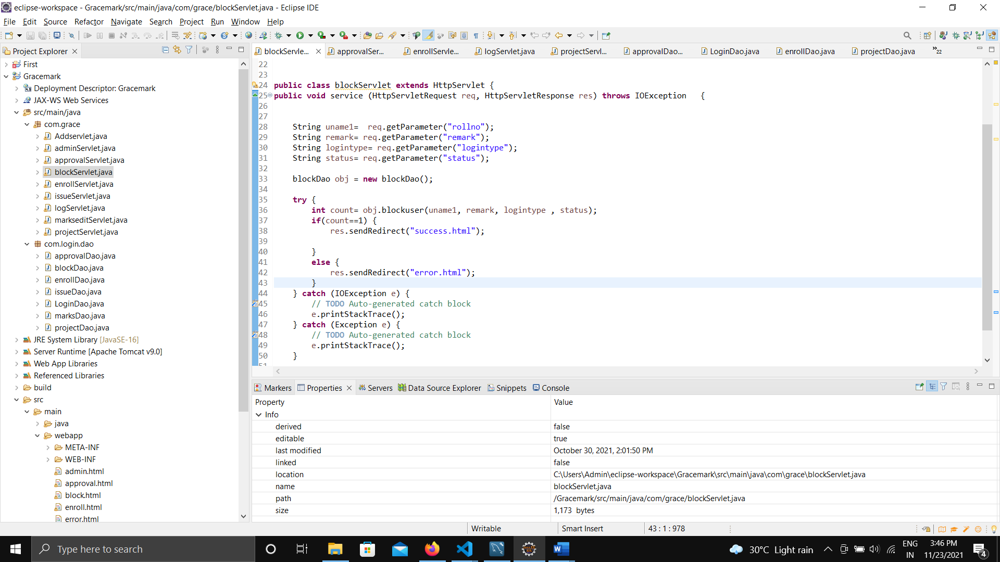 eclipse-workspace - Gracemark/src/main/java/com/grace/blockServlet.java - Eclipse IDE
File Edit Source Refactor Navigate Search Project Run Window Help
Project Explorer
First
Gracemark
Deployment Descriptor: Gracemark
JAX-WS Web Services
src/main/java
com.grace
Addservlet.java
adminServlet.java
approvalServlet.java
blockServlet.java
enrollServlet.java
issueServlet.java
logServlet.java
markseditServlet.java
projectServlet.java
com.login.dao
approvalDao.java
blockDao.java
enrollDao.java
issueDao.java
LoginDao.java
marksDao.java
projectDao.java
JRE System Library [JavaSE-16]
Server Runtime [Apache Tomcat v9.0]
Web App Libraries
Referenced Libraries
build
src
main
java
webapp
META-INF
WEB-INF
admin.html
approval.html
block.html
enroll.html
error.html
blockServle... approvalSer... enrollServle... logServlet.java projectServl... approvalDao... LoginDao.java enrollDao.java projectDao.java »22
22
23
24 public class blockServlet extends HttpServlet {
25 public void service (HttpServletRequest req, HttpServletResponse res) throws IOException {
26
27
28 String uname1= req.getParameter("rollno");
29 String remark= req.getParameter("remark");
30 String logintype= req.getParameter("logintype");
31 String status= req.getParameter("status");
32
33 blockDao obj = new blockDao();
34
35 try {
36 int count= obj.blockuser(uname1, remark, logintype , status);
37 if(count==1) {
38 res.sendRedirect("success.html");
39
40 }
41 else {
42 res.sendRedirect("error.html");
43 }
44 } catch (IOException e) {
45 // TODO Auto-generated catch block
46 e.printStackTrace();
47 } catch (Exception e) {
48 // TODO Auto-generated catch block
49 e.printStackTrace();
50 }
51
Markers Properties Servers Data Source Explorer Snippets Console
Property Value
Info
derived false
editable true
last modified October 30, 2021, 2:01:50 PM
linked false
location C:\Users\Admin\eclipse-workspace\Gracemark\src\main\java\com\grace\blockServlet.java
name blockServlet.java
path /Gracemark/src/main/java/com/grace/blockServlet.java
size 1,173 bytes
Writable Smart Insert 43 : 1 : 978
Type here to search
30°C Light rain
ENG
IN
3:46 PM
11/23/2021
4